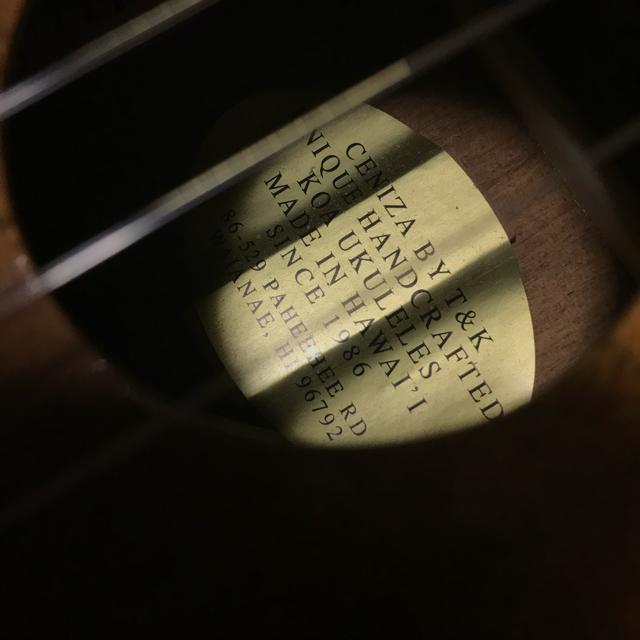 CENIZA BY T&K
NIQUE HANDCRAFTED
KOA UKULELES
MADE IN HAWAI'I
SINCE 1986
86-529 PAHEEHEE RD
WAIANAE, HI 96792